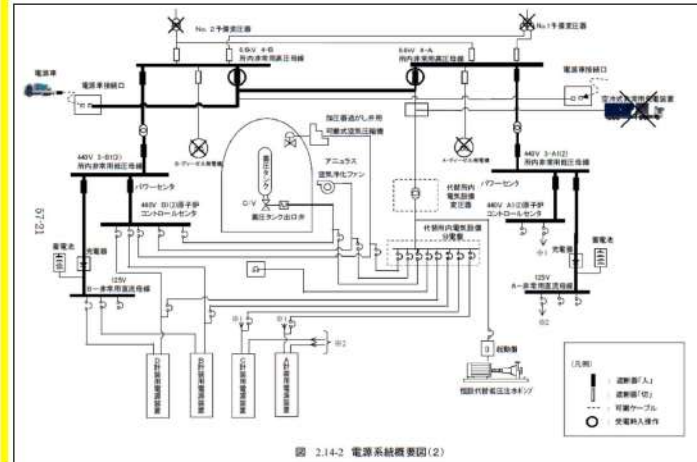 No. 2予備変圧器
No.1予備変圧器
6.6kV 4-B
所内非常用高圧母線
6.6kV 4-A
所内非常用高圧母線
電源車
電源車接続口
電源車接続口
加圧器逃がし弁用
可動式空気圧縮機
B-ディーゼル発電機
A-ディーゼル発電機
アニュラス
空気浄化ファン
蓄圧タンク
C/V
蓄圧タンク出口弁
代替所内
電気設備
変圧器
代替所内電気設備
分電盤
440V 3-B1(2)
所内非常用低圧母線
パワーセンタ
440V B1(2)原子炉
コントロールセンタ
440V 3-A1(2)
所内非常用低圧母線
パワーセンタ
440V A1(2)原子炉
コントロールセンタ
蓄電池
充電器
125V
B-非常用直流母線
※1
充電器
蓄電池
125V
A-非常用直流母線
※2
※1
※1
※2
D計装用電源装置
B計装用電源装置
C計装用電源装置
A計装用電源装置
起動盤
恒設代替低圧注水ポンプ
(凡例)
: 遮断器「入」
: 遮断器「切」
: 可搬ケーブル
: 受電時入操作
57-21
図 2.14-2 電源系統概要図(2)